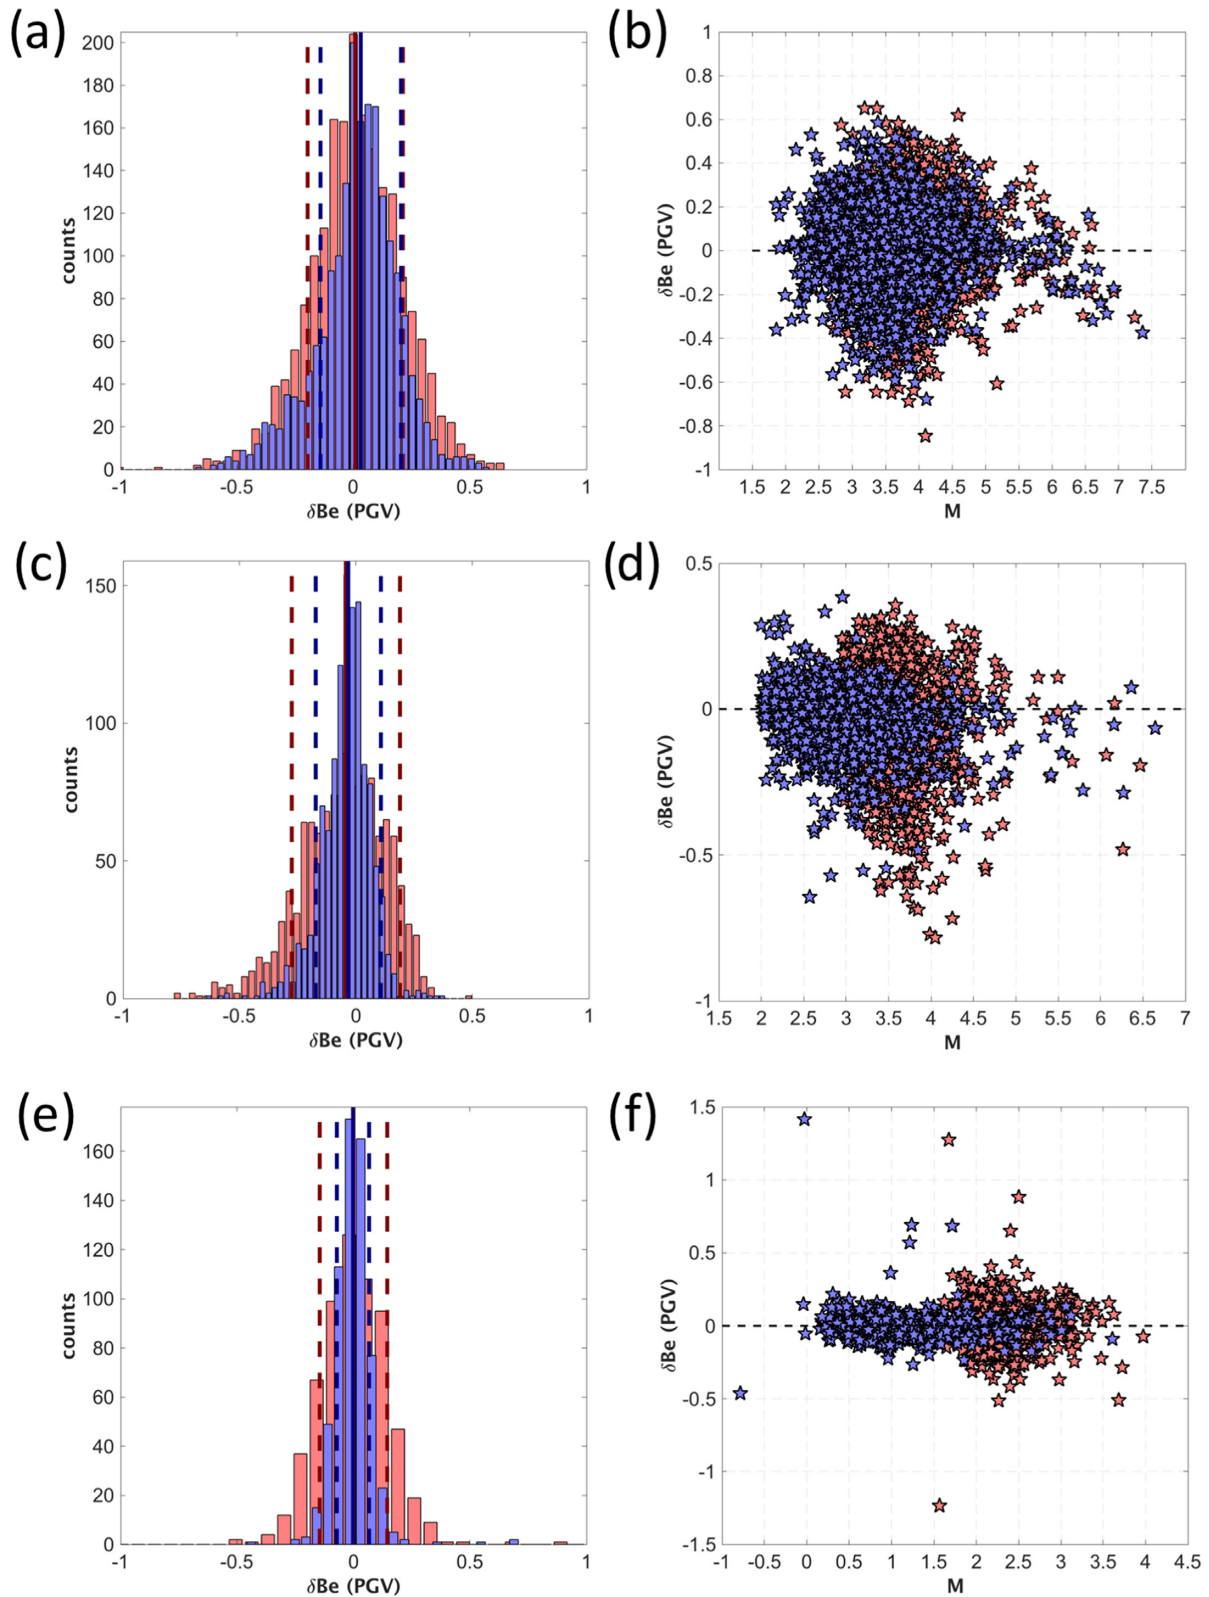 (a)
200
180
160
140
120
100
80
60
40
20
0
counts
-1
-0.5
0
0.5
1
δBe (PGV)
(b)
1
0.8
0.6
0.4
0.2
0
-0.2
-0.4
-0.6
-0.8
-1
δBe (PGV)
1.5 2 2.5 3 3.5 4 4.5 5 5.5 6 6.5 7 7.5
M
(c)
150
100
50
0
counts
-1 -0.5 0 0.5 1
δBe (PGV)
(d)
0.5
0
-0.5
-1
δBe (PGV)
1.5 2 2.5 3 3.5 4 4.5 5 5.5 6 6.5 7
M
(e)
160
140
120
100
80
60
40
20
0
counts
-1 -0.5 0 0.5 1
δBe (PGV)
(f)
1.5
1
0.5
0
-0.5
-1
-1.5
δBe (PGV)
-1 -0.5 0 0.5 1 1.5 2 2.5 3 3.5 4 4.5
M